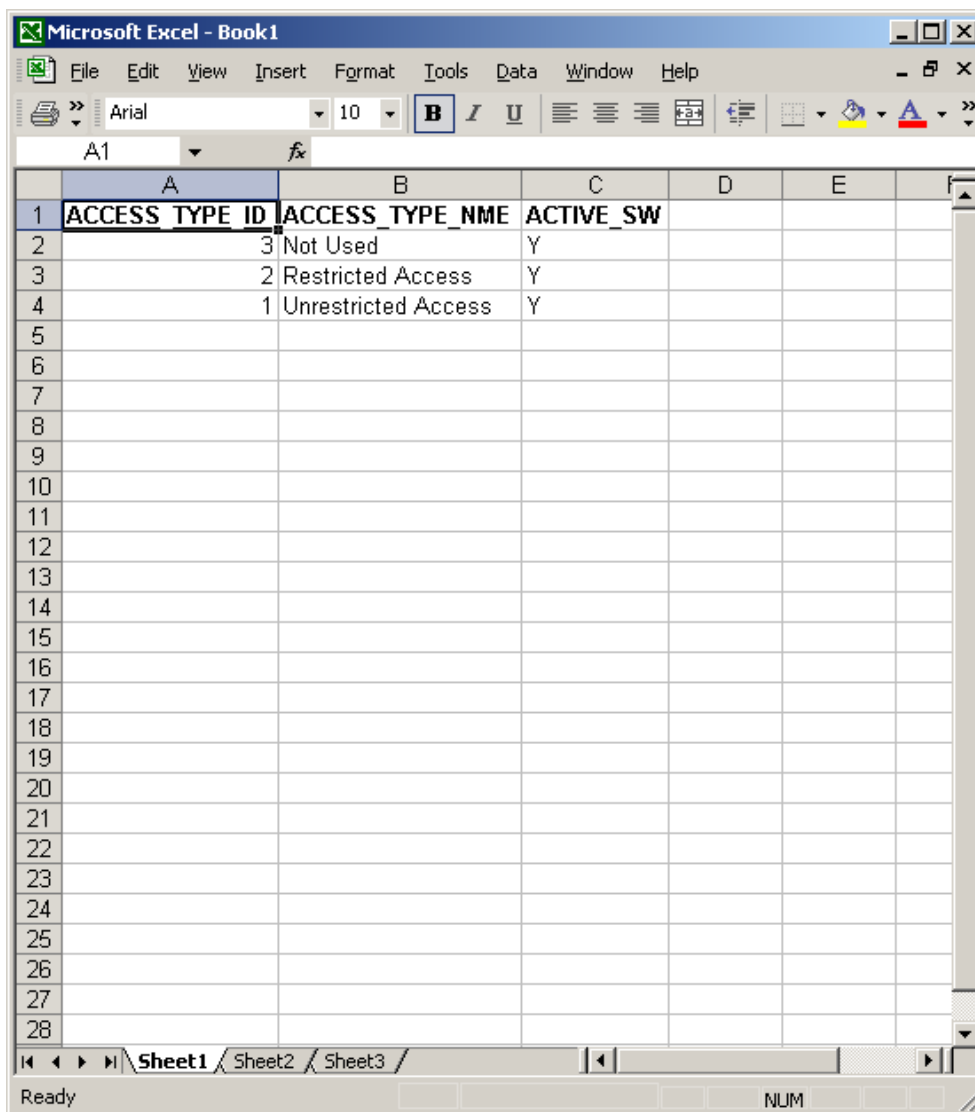 Microsoft Excel - Book1
File Edit View Insert Format Tools Data Window Help
Arial 10 B I U A
A1 fx
A B C D E F
1 ACCESS_TYPE_ID ACCESS_TYPE_NME ACTIVE_SW
2 3 Not Used Y
3 2 Restricted Access Y
4 1 Unrestricted Access Y
5
6
7
8
9
10
11
12
13
14
15
16
17
18
19
20
21
22
23
24
25
26
27
28
Sheet1 Sheet2 Sheet3
Ready NUM